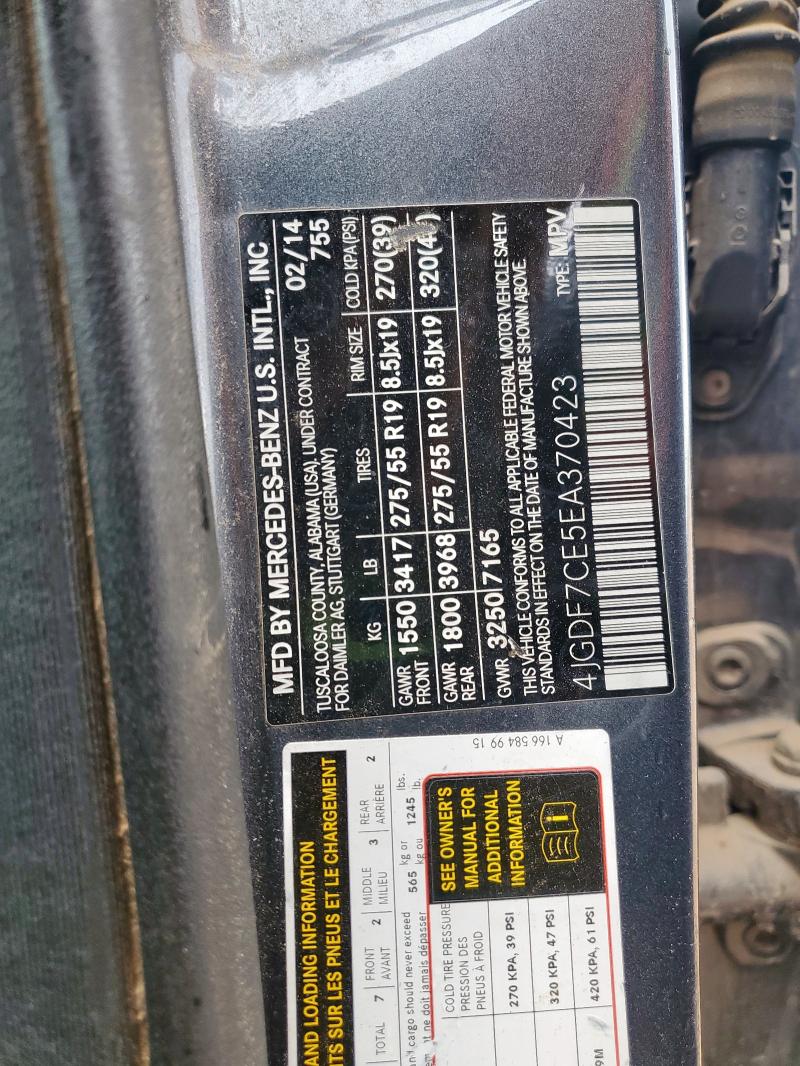 MFD BY MERCEDES-BENZ U.S. INTL., INC
TUSCALOOSA COUNTY, ALABAMA (USA), UNDER CONTRACT 02/14
FOR DAIMLER AG, STUTTGART (GERMANY) 755
KG LB TIRES RIM SIZE COLD KPA(PSI)
GAWR FRONT 1550 3417 275/55 R19 8.5Jx19 270(39)
GAWR REAR 1800 3968 275/55 R19 8.5Jx19 320(4
GVWR 3250 7165
THIS VEHICLE CONFORMS TO ALL APPLICABLE FEDERAL MOTOR VEHICLE SAFETY
STANDARDS IN EFFECT ON THE DATE OF MANUFACTURE SHOWN ABOVE.
4JGDF7CE5EA370423 TYPE: MPV
AND LOADING INFORMATION
SUR LES PNEUS ET LE CHARGEMENT
TOTAL 7 FRONT AVANT 2 MIDDLE MILIEU 3 REAR ARRIÈRE 2
cargo should never exceed 565 kg or 1245 lbs.
ne doit jamais dépasser kg ou lb.
COLD TIRE PRESSURE
PRESSION DES
PNEUS À FROID
270 KPA, 39 PSI
320 KPA, 47 PSI
420 KPA, 61 PSI
9M
SEE OWNER'S
MANUAL FOR
ADDITIONAL
INFORMATION
A 166 584 99 15